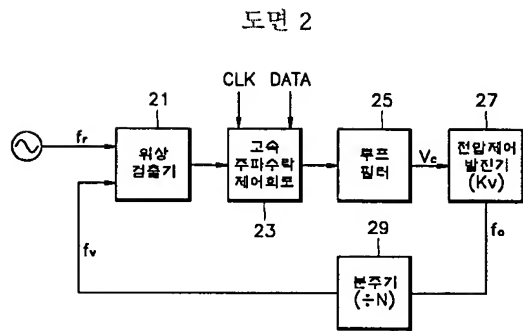 도면 2
CLK DATA
21
25
27
fr
위상
검출기
고속
주파수락
제어회로
루프
필터
Vc
전압제어
발진기
(Kv)
23
29
fv
fo
분주기
(÷N)